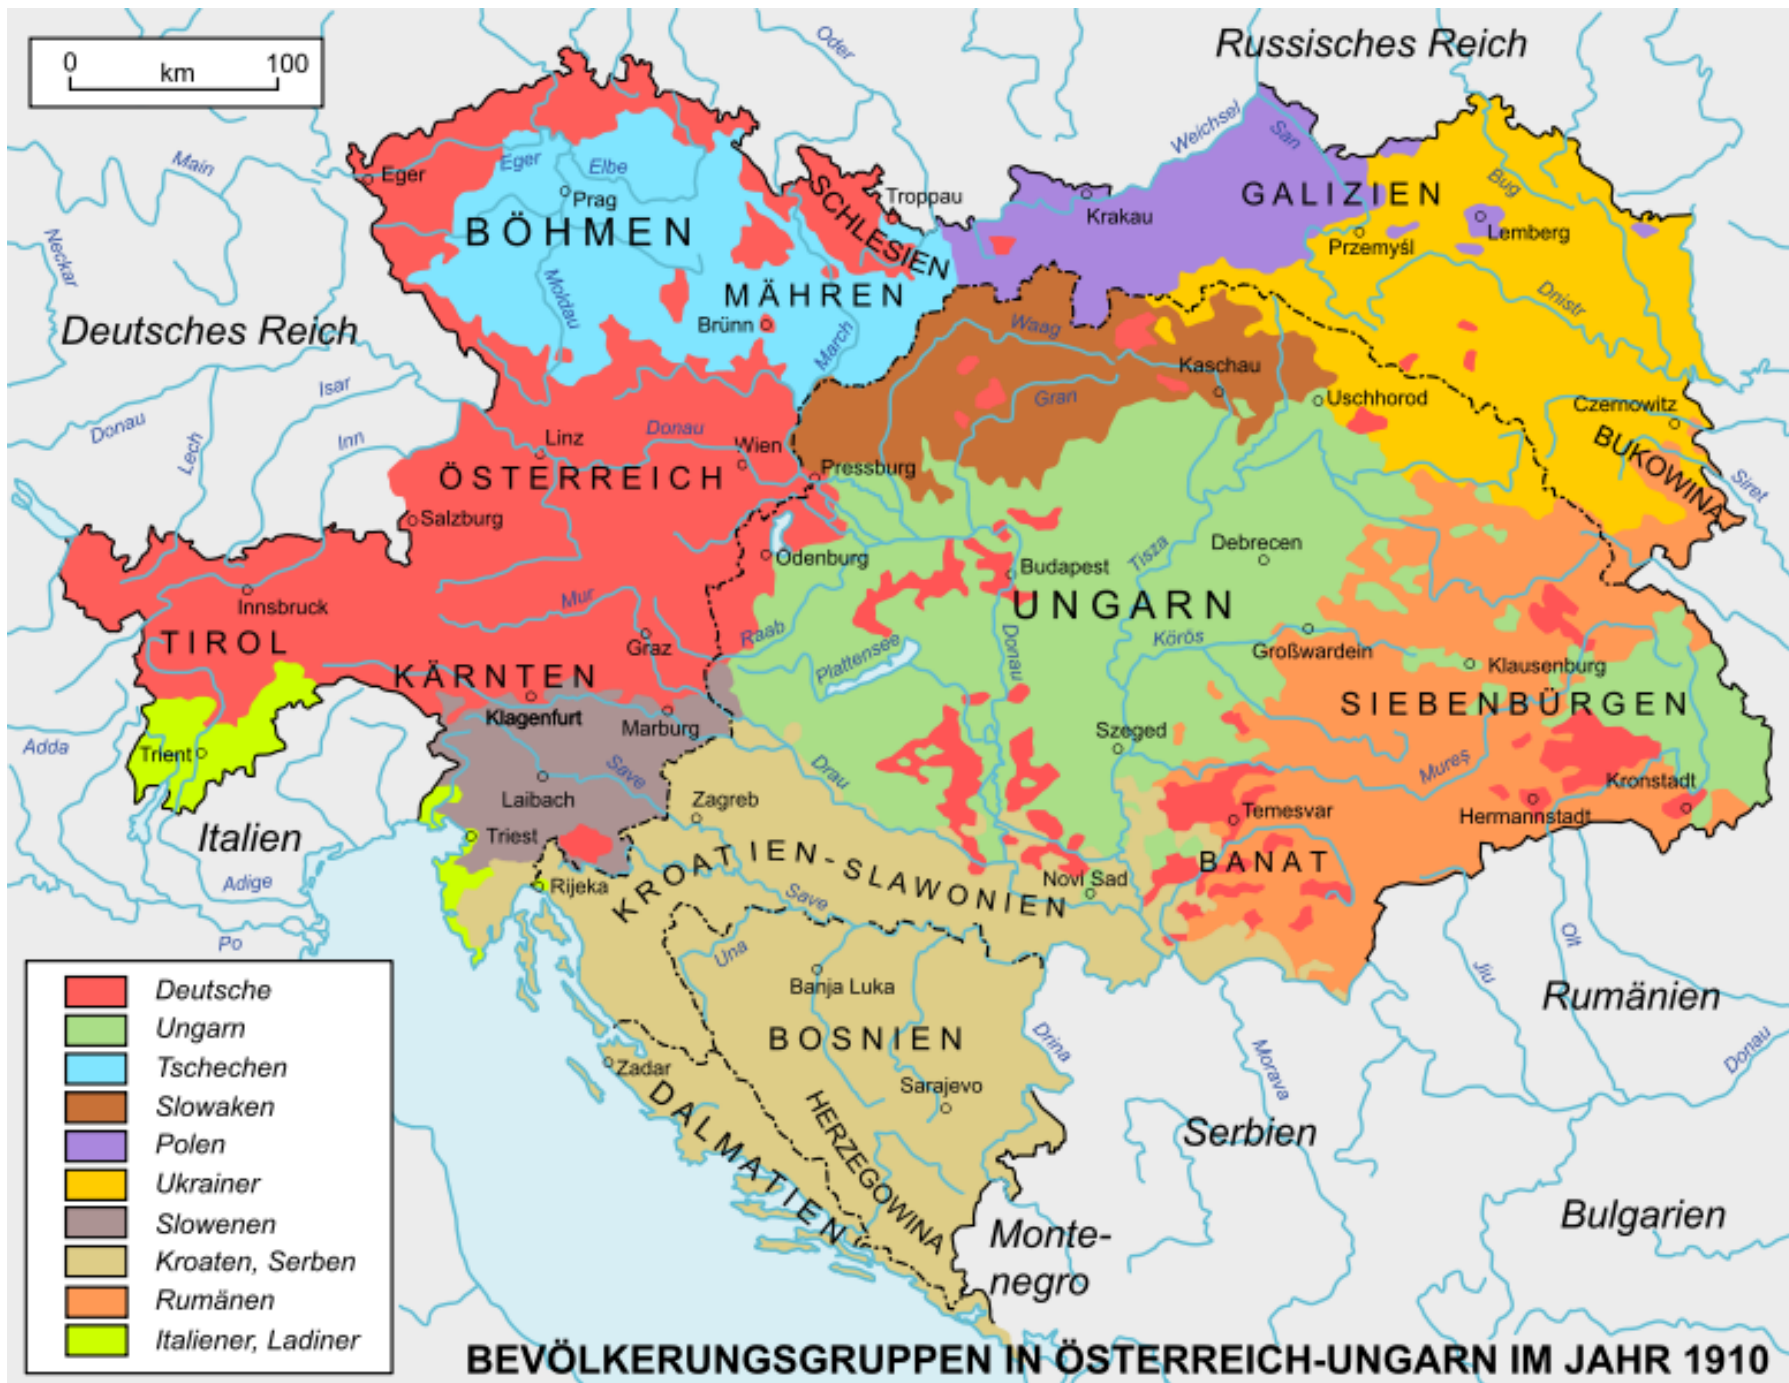 0
100
km
Russisches Reich
Oder
Main
Eger
Eger
Elbe
Prag
BÖHMEN
Moldau
Troppau
SCHLESIEN
MÄHREN
Brünn
March
Weichsel
San
GALIZIEN
Bug
Krakau
Przemyśl
Lemberg
Dnistr
Neckar
Deutsches Reich
Donau
Lech
Isar
Inn
Waag
Gran
Kaschau
Uschhorod
Czernowitz
BUKOWINA
Siret
Linz
Donau
Wien
ÖSTERREICH
Salzburg
Pressburg
Ödenburg
Budapest
Tisza
Debrecen
UNGARN
Innsbruck
TIROL
Mur
Graz
Raab
Plattensee
Donau
Körös
Großwardein
Klausenburg
SIEBENBÜRGEN
KÄRNTEN
Klagenfurt
Marburg
Szeged
Mureş
Adda
Trient
Save
Drau
Laibach
Zagreb
Temesvar
Hermannstadt
Kronstadt
Italien
Triest
Adige
Rijeka
KROATIEN-SLAWONIEN
Save
Novi Sad
BANAT
Po
Una
Banja Luka
BOSNIEN
Drina
Morava
Jiu
Olt
Rumänien
Donau
Zadar
Sarajevo
DALMATIEN
HERZEGOWINA
Serbien
Monte-
negro
Bulgarien
Deutsche
Ungarn
Tschechen
Slowaken
Polen
Ukrainer
Slowenen
Kroaten, Serben
Rumänen
Italiener, Ladiner
BEVÖLKERUNGSGRUPPEN IN ÖSTERREICH-UNGARN IM JAHR 1910